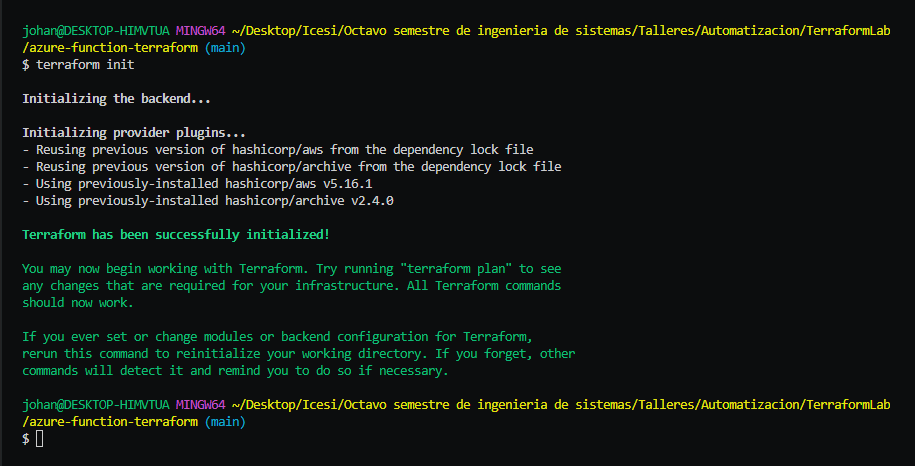 johan@DESKTOP-HIMVTUA MINGW64 ~/Desktop/Icesi/Octavo semestre de ingenieria de sistemas/Talleres/Automatizacion/TerraformLab
/azure-function-terraform (main)
$ terraform init
Initializing the backend...
Initializing provider plugins...
- Reusing previous version of hashicorp/aws from the dependency lock file
- Reusing previous version of hashicorp/archive from the dependency lock file
- Using previously-installed hashicorp/aws v5.16.1
- Using previously-installed hashicorp/archive v2.4.0
Terraform has been successfully initialized!
You may now begin working with Terraform. Try running "terraform plan" to see
any changes that are required for your infrastructure. All Terraform commands
should now work.
If you ever set or change modules or backend configuration for Terraform,
rerun this command to reinitialize your working directory. If you forget, other
commands will detect it and remind you to do so if necessary.
johan@DESKTOP-HIMVTUA MINGW64 ~/Desktop/Icesi/Octavo semestre de ingenieria de sistemas/Talleres/Automatizacion/TerraformLab
/azure-function-terraform (main)
$